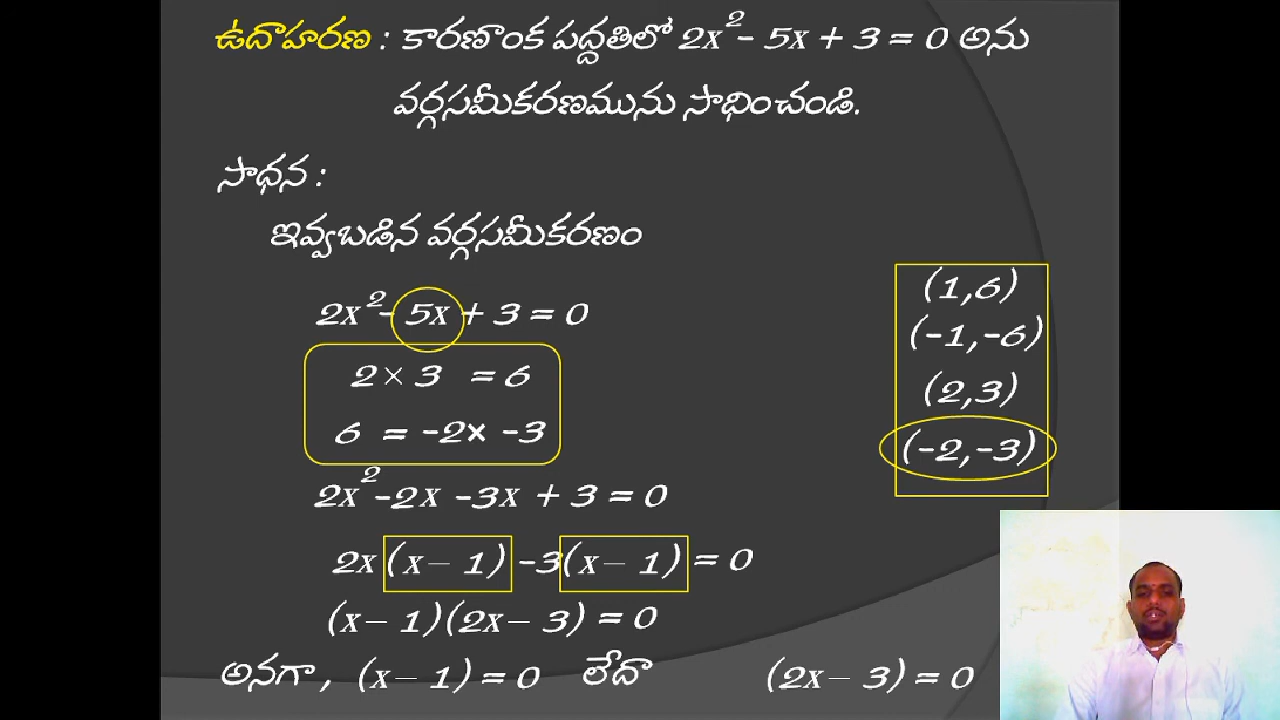 ఉదాహరణ : కారణాంక పద్దతిలో 2x² - 5x + 3 = 0 అను
వర్గసమీకరణమును సాధించండి.
సాధన :
ఇవ్వబడిన వర్గసమీకరణం
2x² - 5x + 3 = 0
2 × 3 = 6
6 = -2× -3
(1,6)
(-1,-6)
(2,3)
(-2,-3)
2x² -2x -3x + 3 = 0
2x (x – 1) -3(x – 1) = 0
(x – 1)(2x – 3) = 0
అనగా , (x – 1) = 0 లేదా (2x – 3) = 0